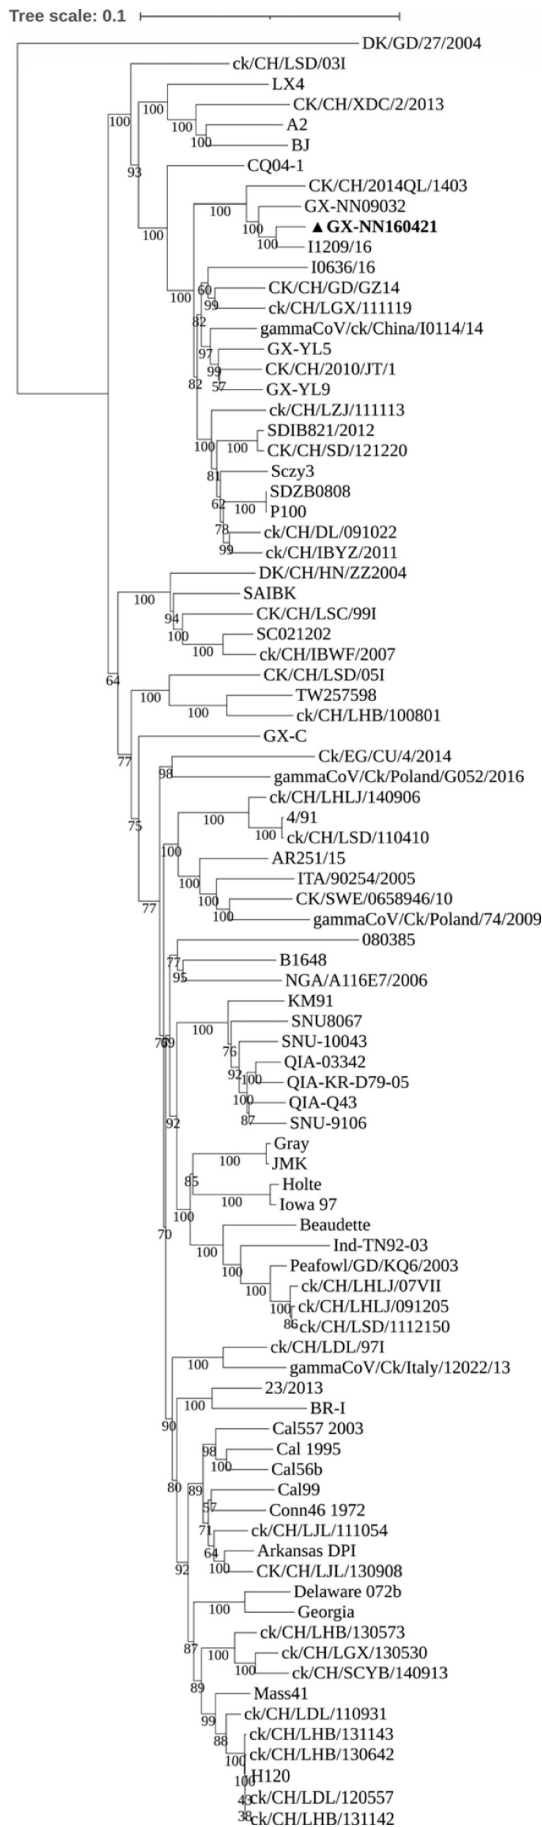 Tree scale: 0.1
DK/GD/27/2004
ck/CH/LSD/03I
LX4
100
CK/CH/XDC/2/2013
100
100
A2
100
BJ
93
CQ04-1
CK/CH/2014QL/1403
100
GX-NN09032
100
▲GX-NN160421
100
100
I1209/16
I0636/16
100
60
CK/CH/GD/GZ14
99
ck/CH/LGX/111119
82
gammaCoV/ck/China/I0114/14
97
GX-YL5
99
CK/CH/2010/JT/1
82
57
GX-YL9
ck/CH/LZJ/111113
SDIB821/2012
100
100
CK/CH/SD/121220
81
Sczy3
SDZB0808
62
100
P100
78
ck/CH/DL/091022
99
ck/CH/IBYZ/2011
DK/CH/HN/ZZ2004
100
SAIBK
94
CK/CH/LSC/99I
100
SC021202
100
ck/CH/IBWF/2007
64
CK/CH/LSD/05I
100
TW257598
100
ck/CH/LHB/100801
GX-C
77
Ck/EG/CU/4/2014
98
gammaCoV/Ck/Poland/G052/2016
ck/CH/LHLJ/140906
75
100
4/91
100
ck/CH/LSD/110410
100
AR251/15
100
ITA/90254/2005
100
CK/SWE/0658946/10
77
100
gammaCoV/Ck/Poland/74/2009
080385
77
B1648
95
NGA/A116E7/2006
KM91
100
SNU8067
SNU-10043
76
QIA-03342
92
100
QIA-KR-D79-05
100
QIA-Q43
92
87
SNU-9106
Gray
100
JMK
85
Holte
100
Iowa 97
100
Beaudette
70
Ind-TN92-03
100
100
Peafowl/GD/KQ6/2003
100
ck/CH/LHLJ/07VII
100
ck/CH/LHLJ/091205
86
ck/CH/LSD/1112150
ck/CH/LDL/97I
100
gammaCoV/Ck/Italy/12022/13
23/2013
100
BR-I
90
Cal557 2003
98
Cal 1995
100
Cal56b
80
89
Cal99
57
Conn46 1972
71
ck/CH/LJL/111054
64
Arkansas DPI
92
100
CK/CH/LJL/130908
Delaware 072b
100
Georgia
ck/CH/LHB/130573
87
100
ck/CH/LGX/130530
100
ck/CH/SCYB/140913
89
Mass41
99
ck/CH/LDL/110931
88
ck/CH/LHB/131143
100
ck/CH/LHB/130642
100
H120
43
ck/CH/LDL/120557
38
ck/CH/LHB/131142